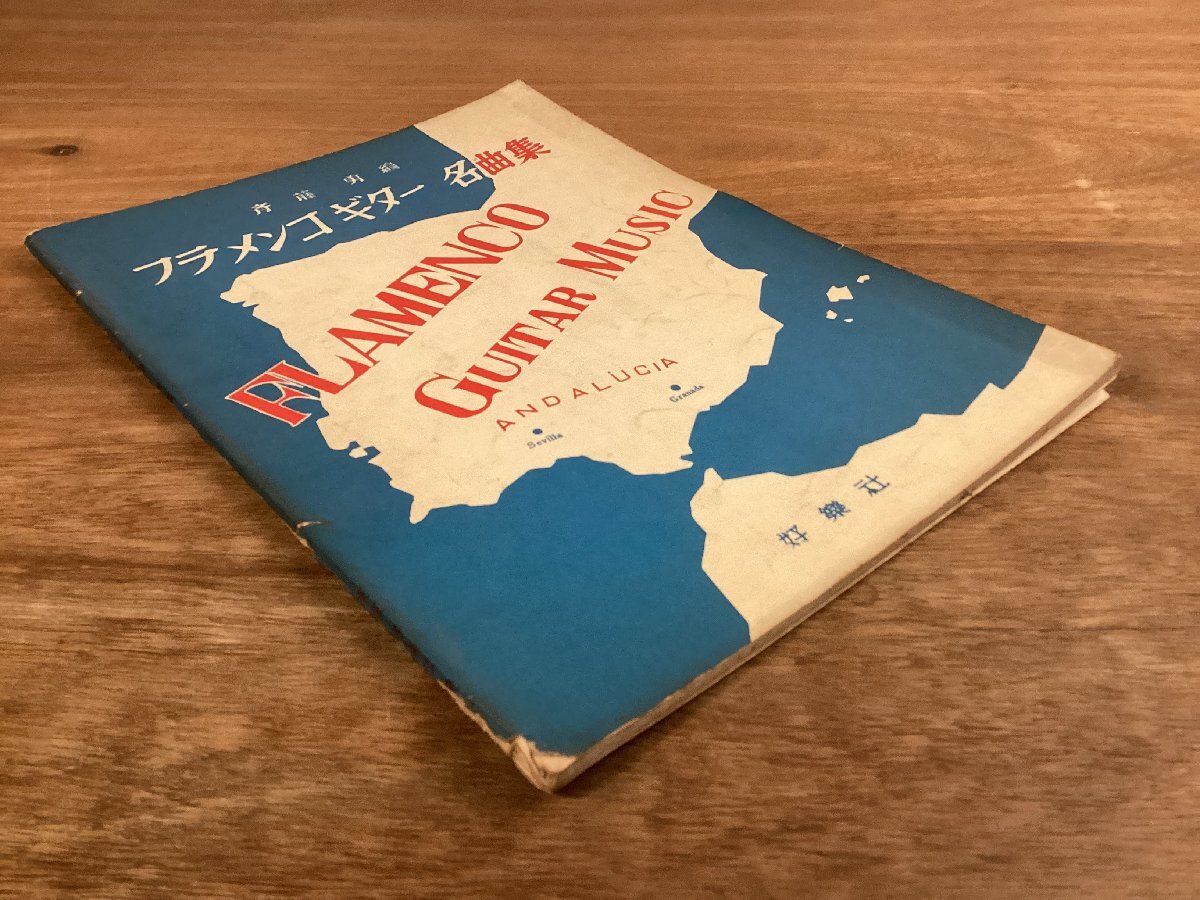 斉藤勇編
フラメンコギター 名曲集
FLAMENCO
GUITAR MUSIC
ANDALUCIA
Sevilla
Granada
好樂社